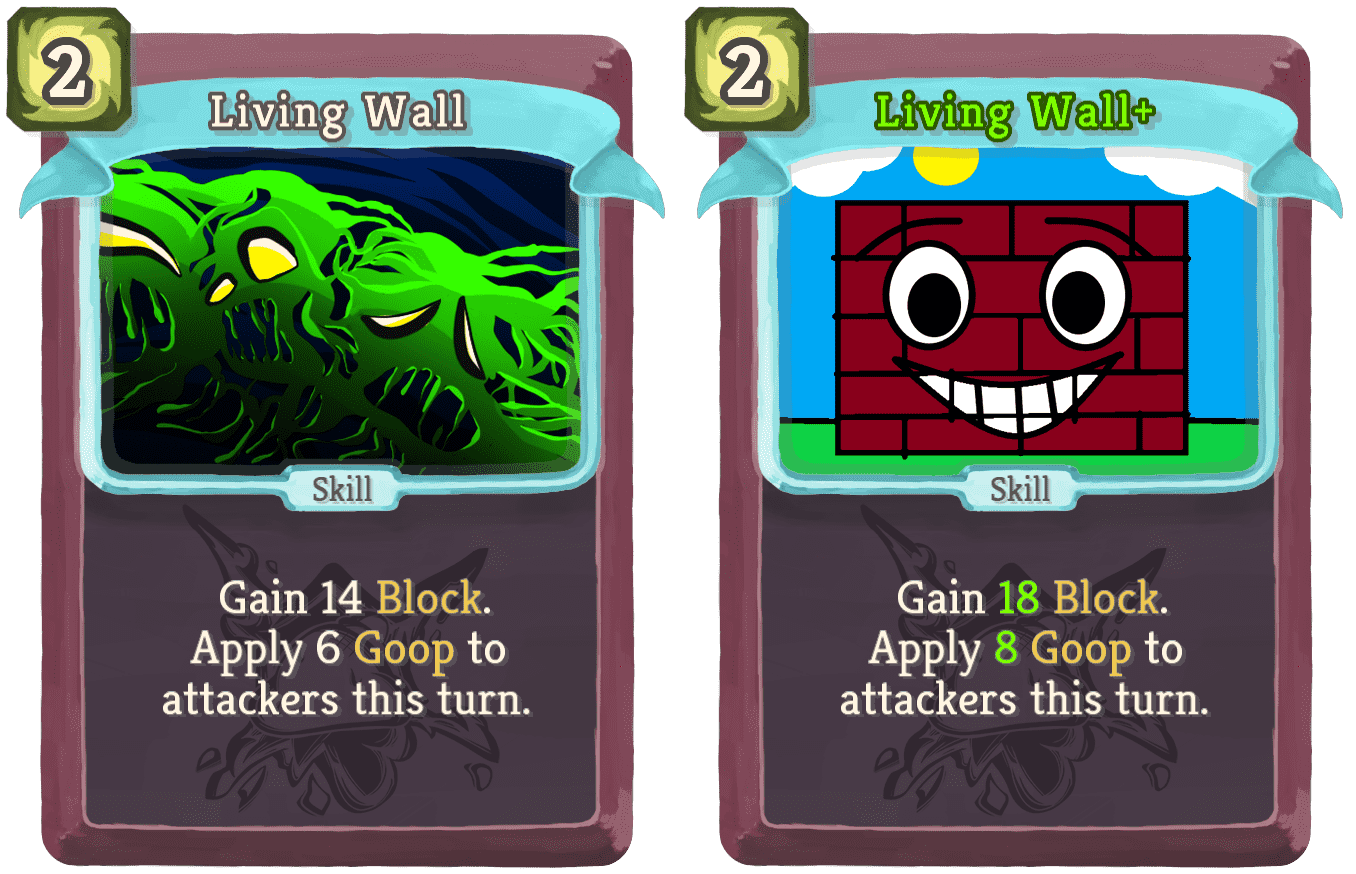 2
Living Wall
Skill
Gain 14 Block.
Apply 6 Goop to
attackers this turn.
2
Living Wall+
Skill
Gain 18 Block.
Apply 8 Goop to
attackers this turn.